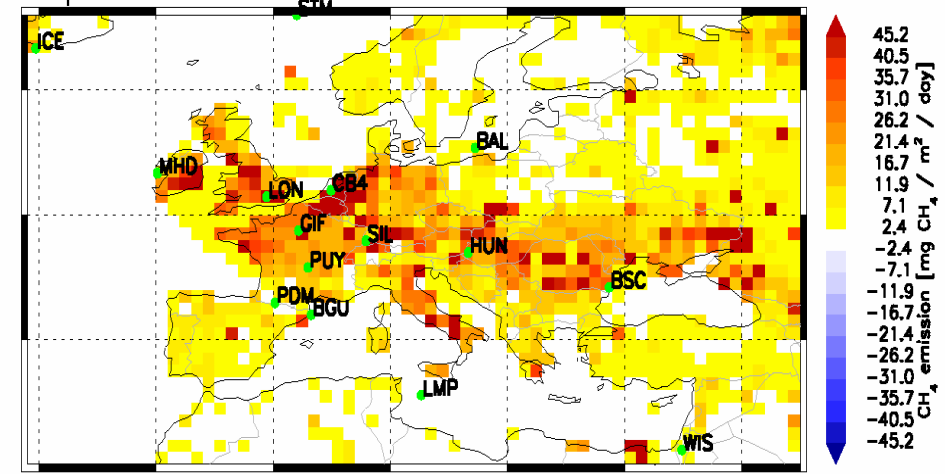 STM
ICE
BAL
MHD
LON
CB4
GIF
SIL
HUN
PUY
BSC
PDM
BGU
LMP
WIS
45.2
40.5
35.7
31.0
26.2
21.4
16.7
11.9
7.1
2.4
-2.4
-7.1
-11.9
-16.7
-21.4
-26.2
-31.0
-35.7
-40.5
-45.2
CH₄ emission [mg CH₄ / m² / day]